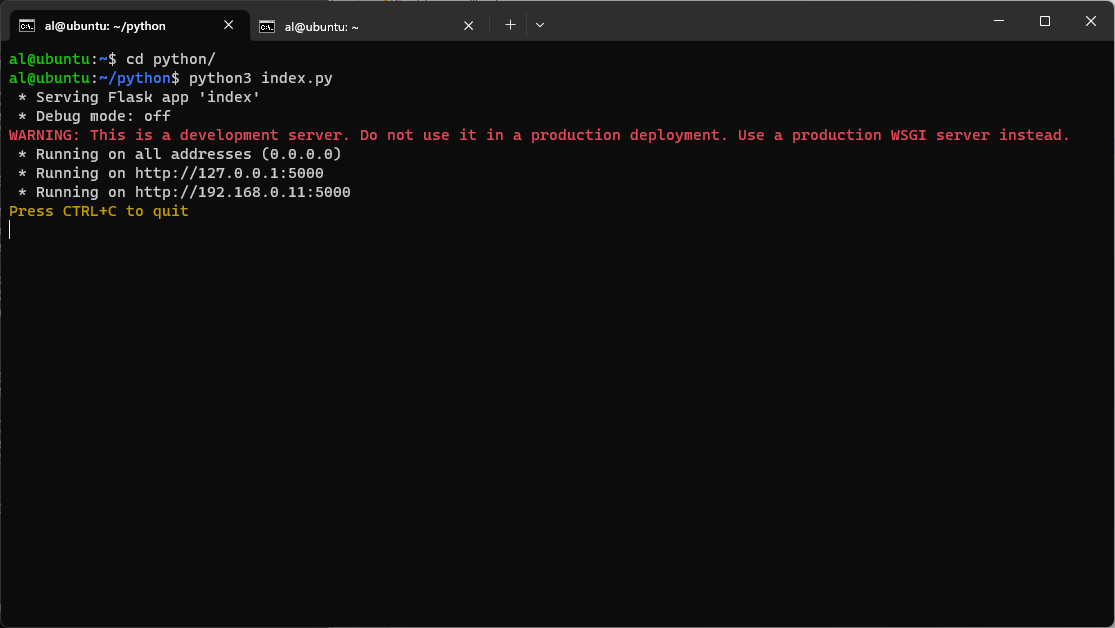 al@ubuntu: ~/python
al@ubuntu: ~
al@ubuntu:~$ cd python/
al@ubuntu:~/python$ python3 index.py
 * Serving Flask app 'index'
 * Debug mode: off
WARNING: This is a development server. Do not use it in a production deployment. Use a production WSGI server instead.
 * Running on all addresses (0.0.0.0)
 * Running on http://127.0.0.1:5000
 * Running on http://192.168.0.11:5000
Press CTRL+C to quit